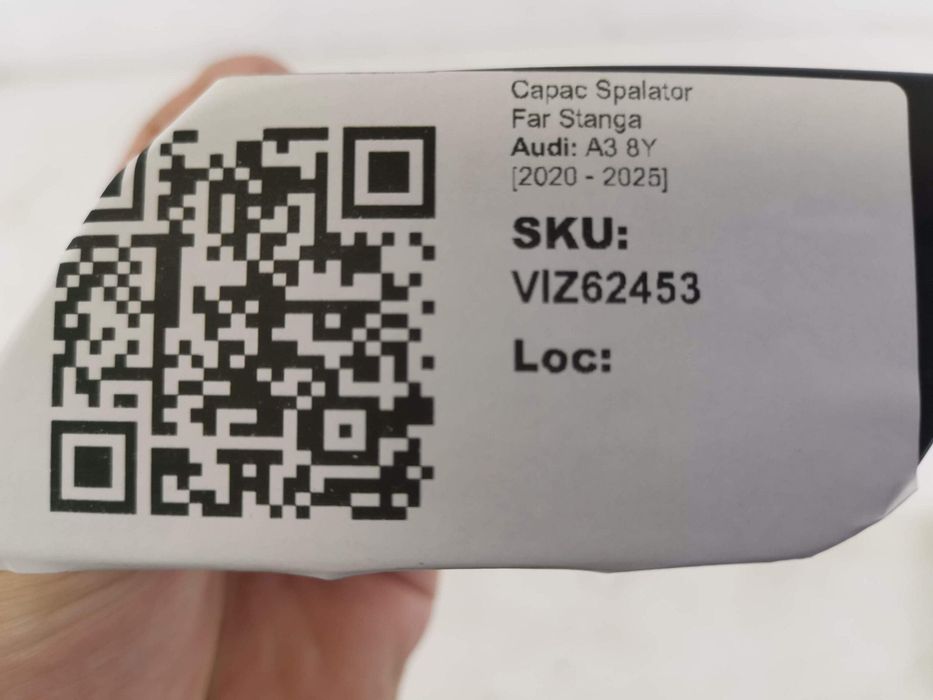 Capac Spalator
Far Stanga
Audi: A3 8Y
[2020 - 2025]
SKU:
VIZ62453
Loc: